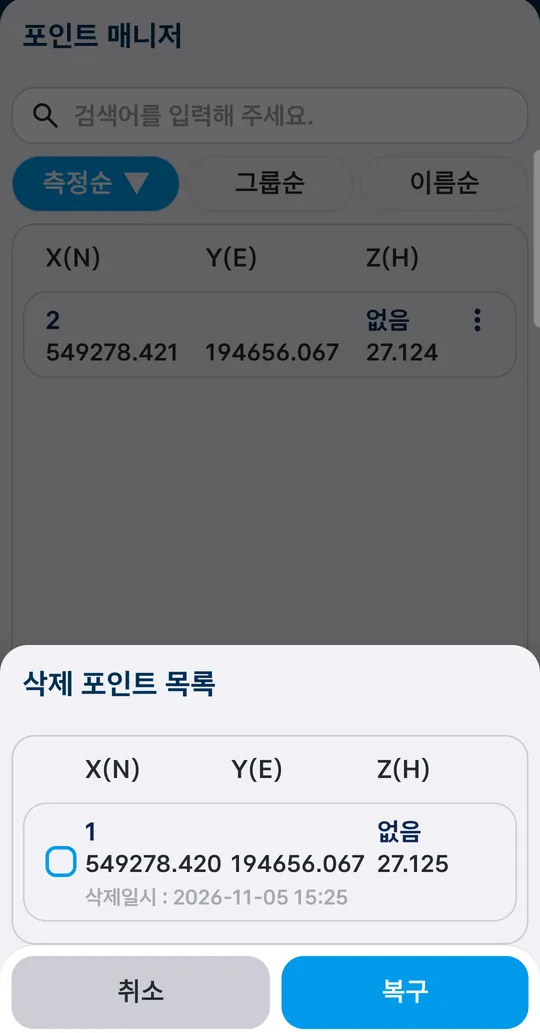 포인트 매니저
검색어를 입력해 주세요.
측정순 ▼ 그룹순 이름순
X(N) Y(E) Z(H)
2 없음
549278.421 194656.067 27.124
삭제 포인트 목록
X(N) Y(E) Z(H)
1 없음
549278.420 194656.067 27.125
삭제일시 : 2026-11-05 15:25
취소 복구